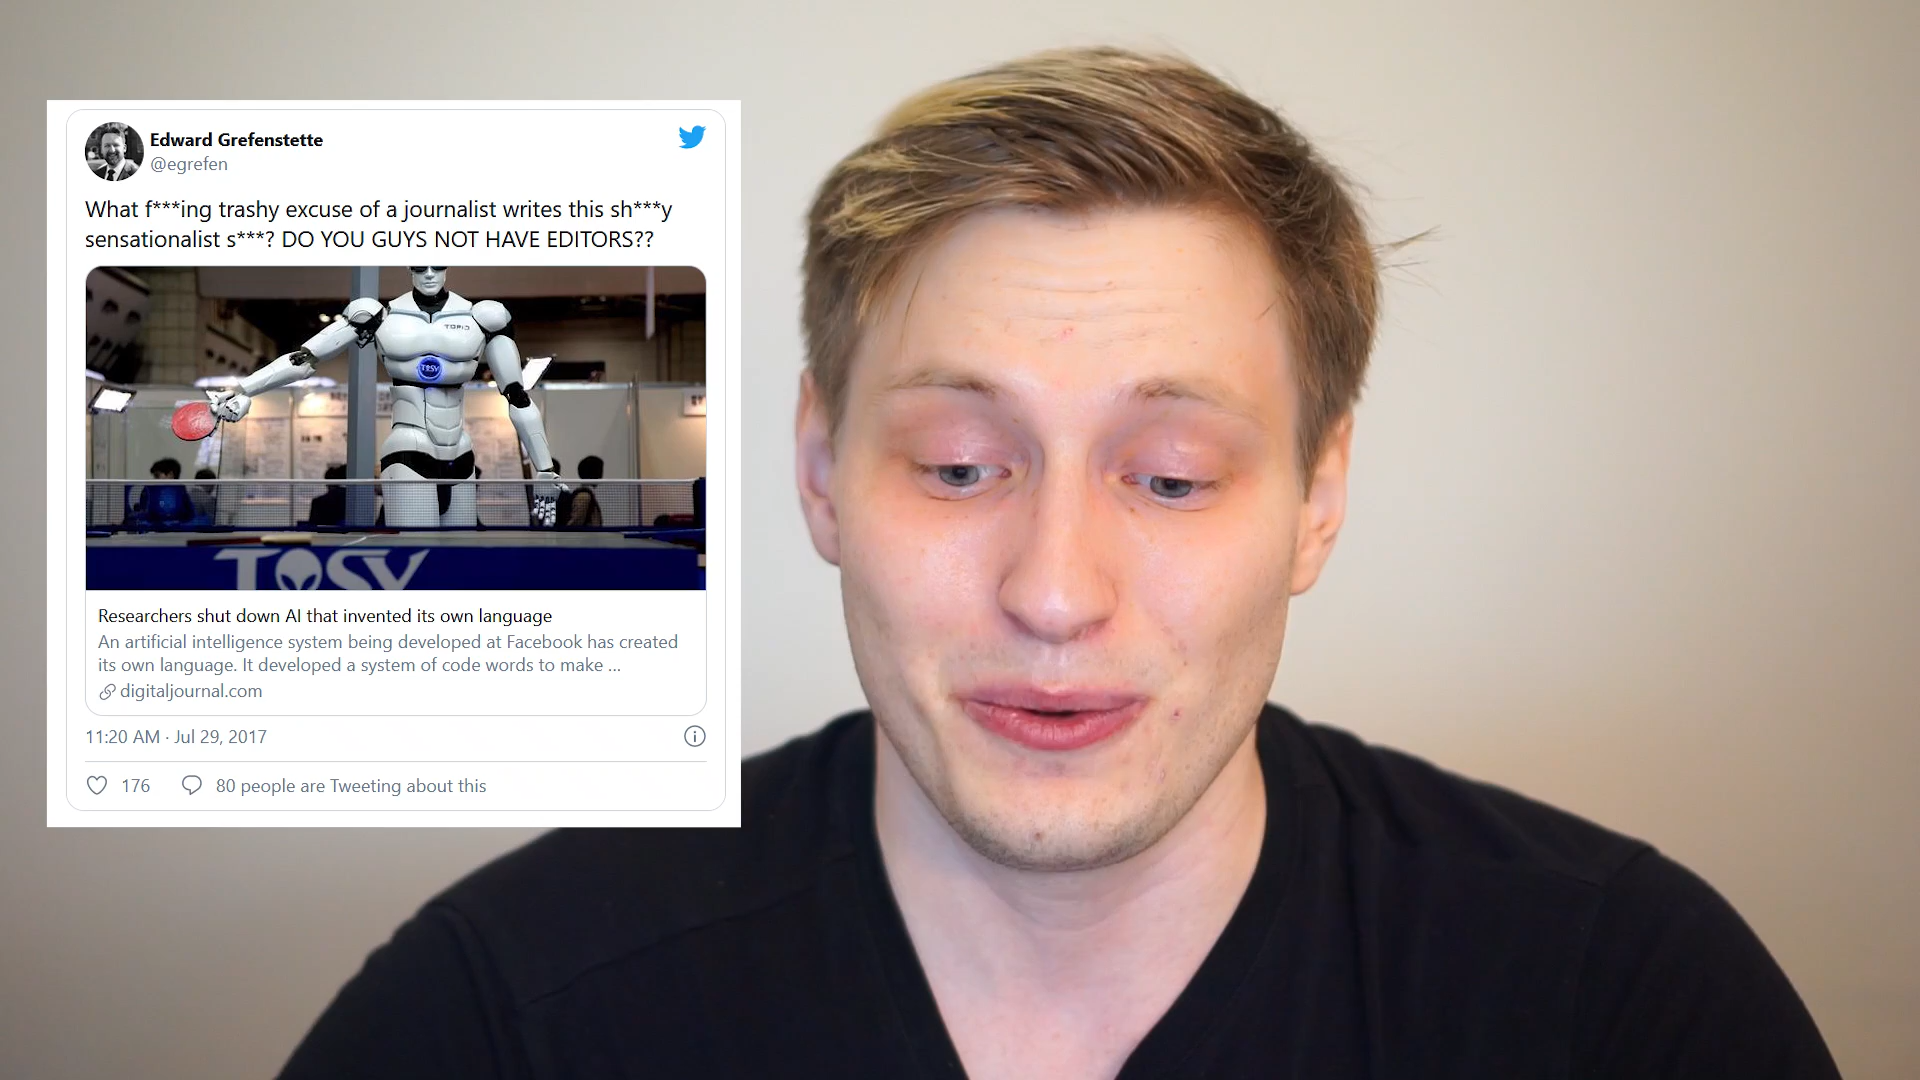 Edward Grefenstette
@egrefen
What f***ing trashy excuse of a journalist writes this sh***y
sensationalist s***? DO YOU GUYS NOT HAVE EDITORS??
TOPIO
TOSY
TOSY
Researchers shut down AI that invented its own language
An artificial intelligence system being developed at Facebook has created
its own language. It developed a system of code words to make ...
digitaljournal.com
11:20 AM · Jul 29, 2017
176
80 people are Tweeting about this